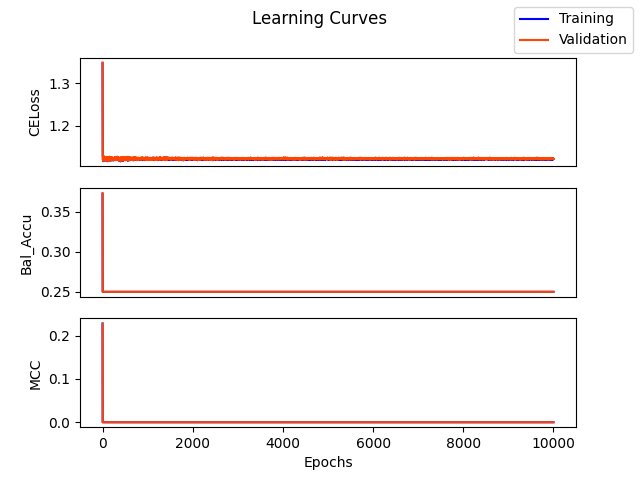 Learning Curves
Training
Validation
CELoss
1.3
1.2
Bal_Accu
0.35
0.30
0.25
MCC
0.2
0.1
0.0
0 2000 4000 6000 8000 10000
Epochs